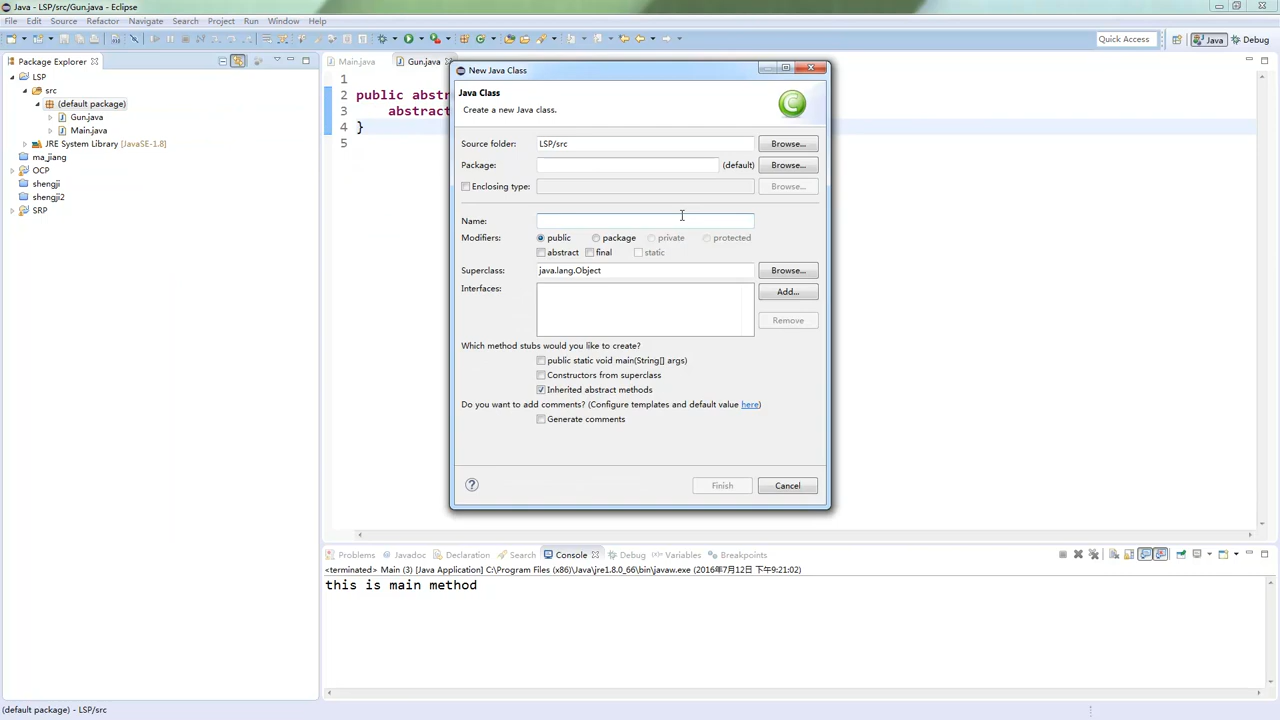 Java - LSP/src/Gun.java - Eclipse
File Edit Source Refactor Navigate Search Project Run Window Help
Quick Access Java Debug
Package Explorer
LSP
src
(default package)
Gun.java
Main.java
JRE System Library [JavaSE-1.8]
ma_jiang
OCP
shengji
shengji2
SRP
Main.java Gun.java
1
2 public abstr
3 abstract
4 }
5
New Java Class
Java Class
Create a new Java class.
Source folder: LSP/src Browse...
Package: (default) Browse...
Enclosing type: Browse...
Name:
Modifiers: public package private protected
abstract final static
Superclass: java.lang.Object Browse...
Interfaces: Add...
Remove
Which method stubs would you like to create?
public static void main(String[] args)
Constructors from superclass
Inherited abstract methods
Do you want to add comments? (Configure templates and default value here)
Generate comments
? Finish Cancel
Problems Javadoc Declaration Search Console Debug Variables Breakpoints
<terminated> Main (3) [Java Application] C:\Program Files (x86)\Java\jre1.8.0_66\bin\javaw.exe (2016年7月12日 下午9:21:02)
this is main method
(default package) - LSP/src